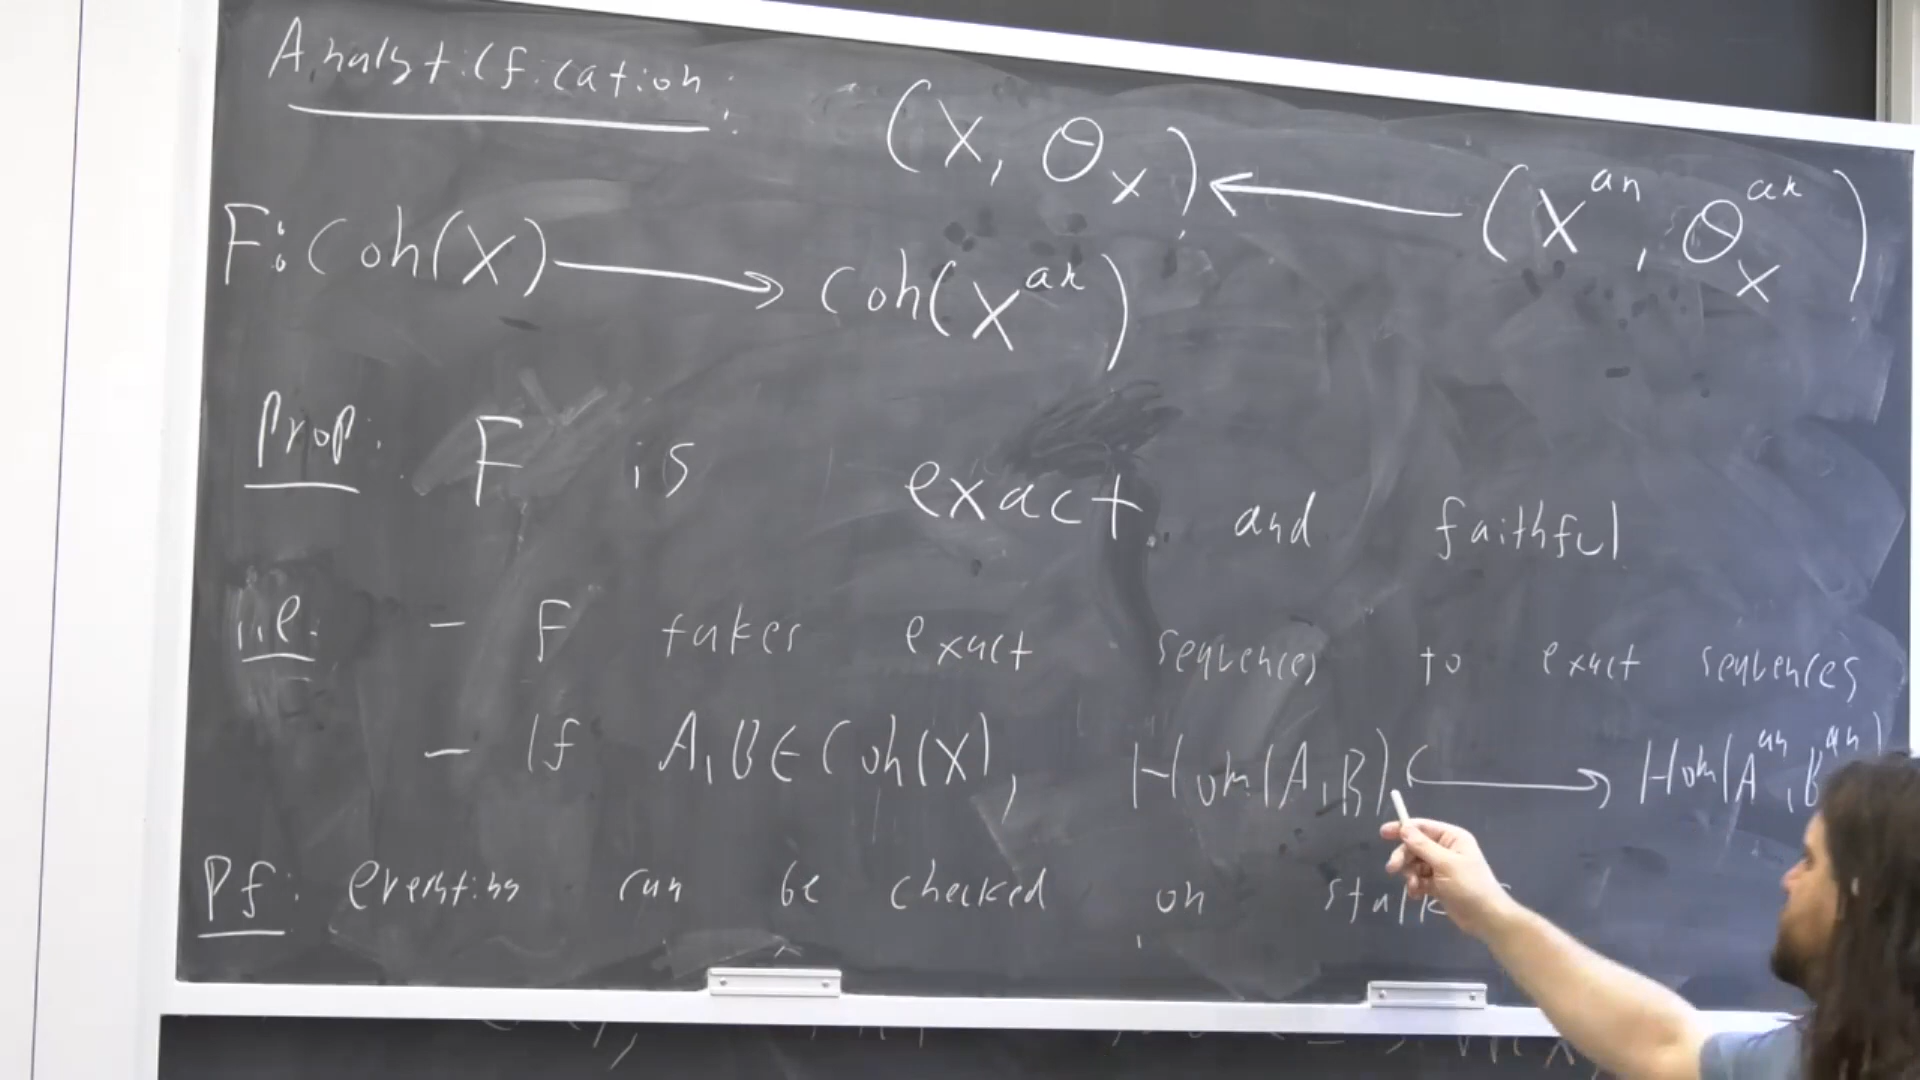 Analytification:
(X, O_X) ← (X^an, O_X^an)
F: Coh(X) → Coh(X^an)
Prop: F is exact and faithful
i.e. - F takes exact sequences to exact sequences
- If A, B ∈ Coh(X), Hom(A, B) ↪ Hom(A^an, B^an)
Pf: everything can be checked on stalks